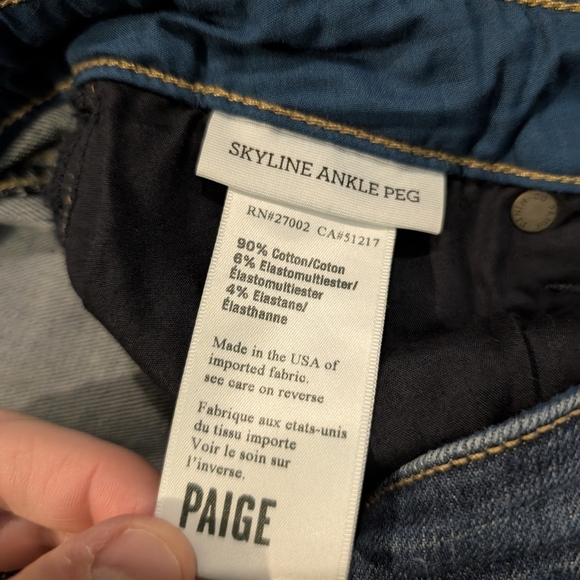 SKYLINE ANKLE PEG
RN#27002 CA#51217
90% Cotton/Coton
6% Elastomultiester/
Élastomultiester
4% Elastane/
Élasthanne
Made in the USA of
imported fabric.
see care on reverse
Fabrique aux etats-unis
du tissu importe
Voir le soin sur
l'inverse.
PAIGE